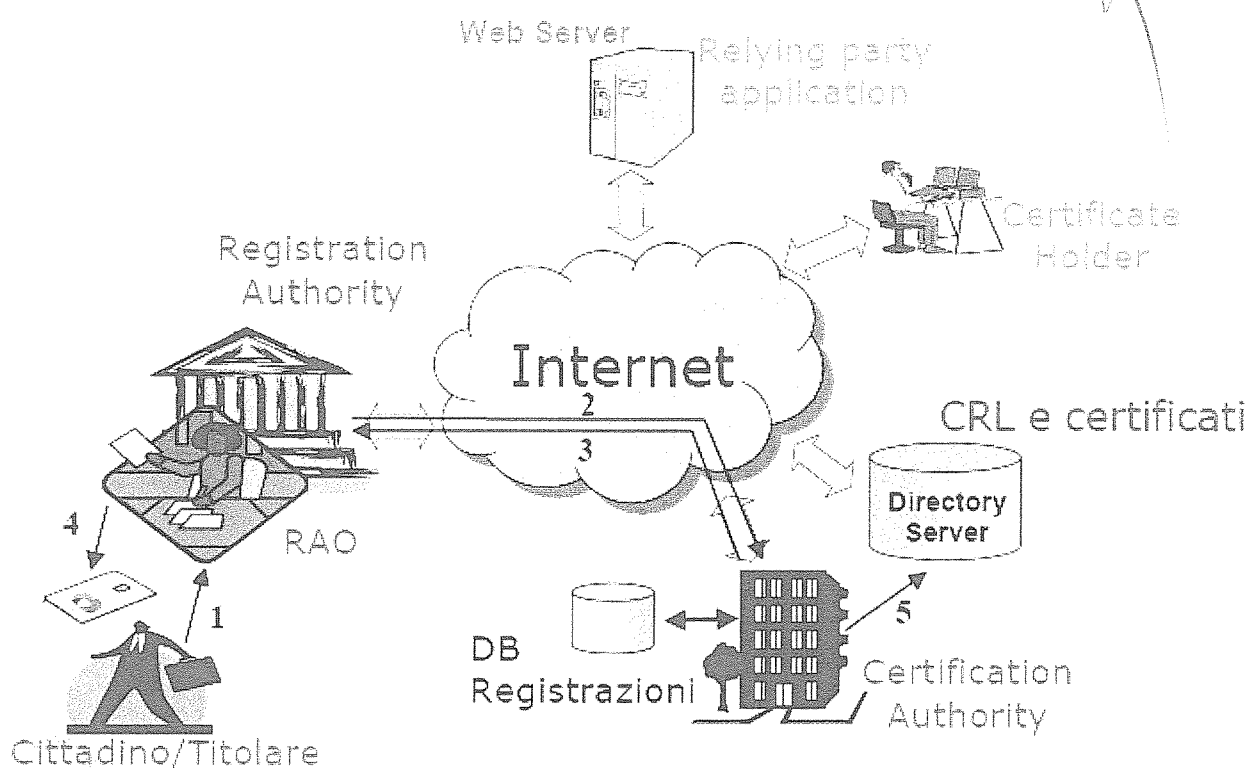 Web Server
Relying party
application
Certificate
Holder
Registration
Authority
Internet
2
3
CRL e certificati
Directory
Server
RAO
4
1
5
DB
Registrazioni
Certification
Authority
Cittadino/Titolare